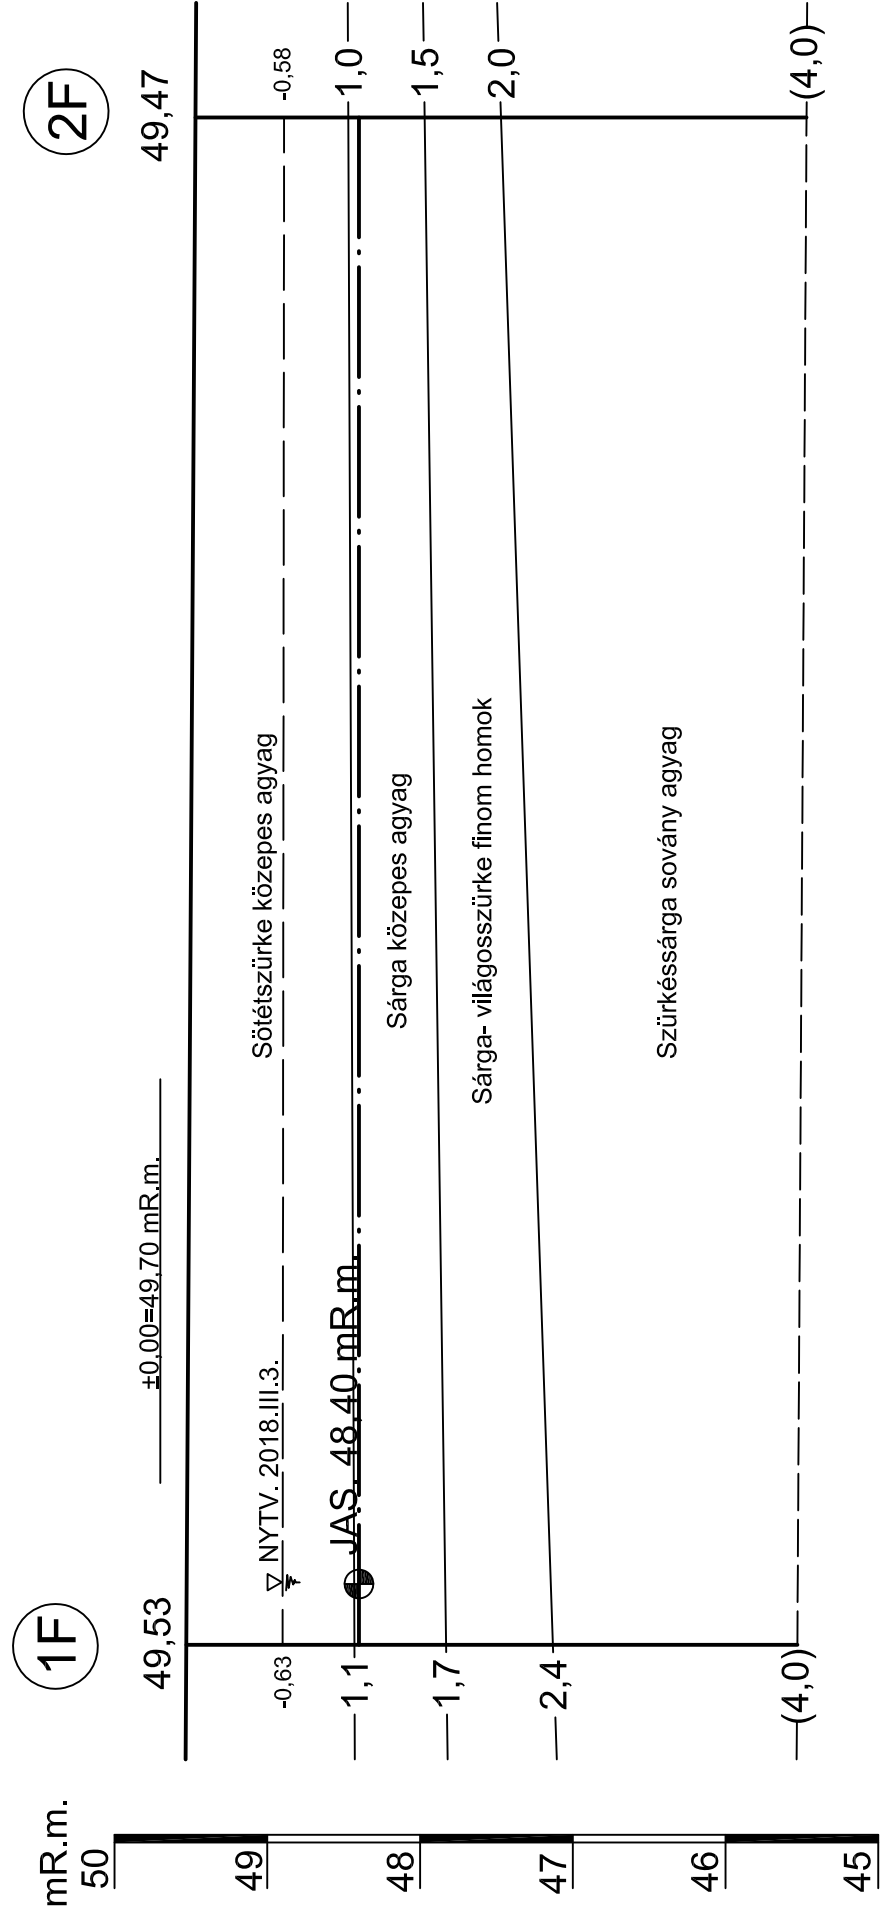 1F
2F
49,53
49,47
±0,00=49,70 mR.m.
mR.m.
50
49
48
47
46
45
-0,63
-0,58
NYTV. 2018.III.3.
Sötétszürke közepes agyag
1,1
1,0
JAS 48,40 mR.m.
Sárga közepes agyag
1,7
1,5
Sárga- világosszürke finom homok
2,4
2,0
Szürkéssárga sovány agyag
(4,0)
(4,0)